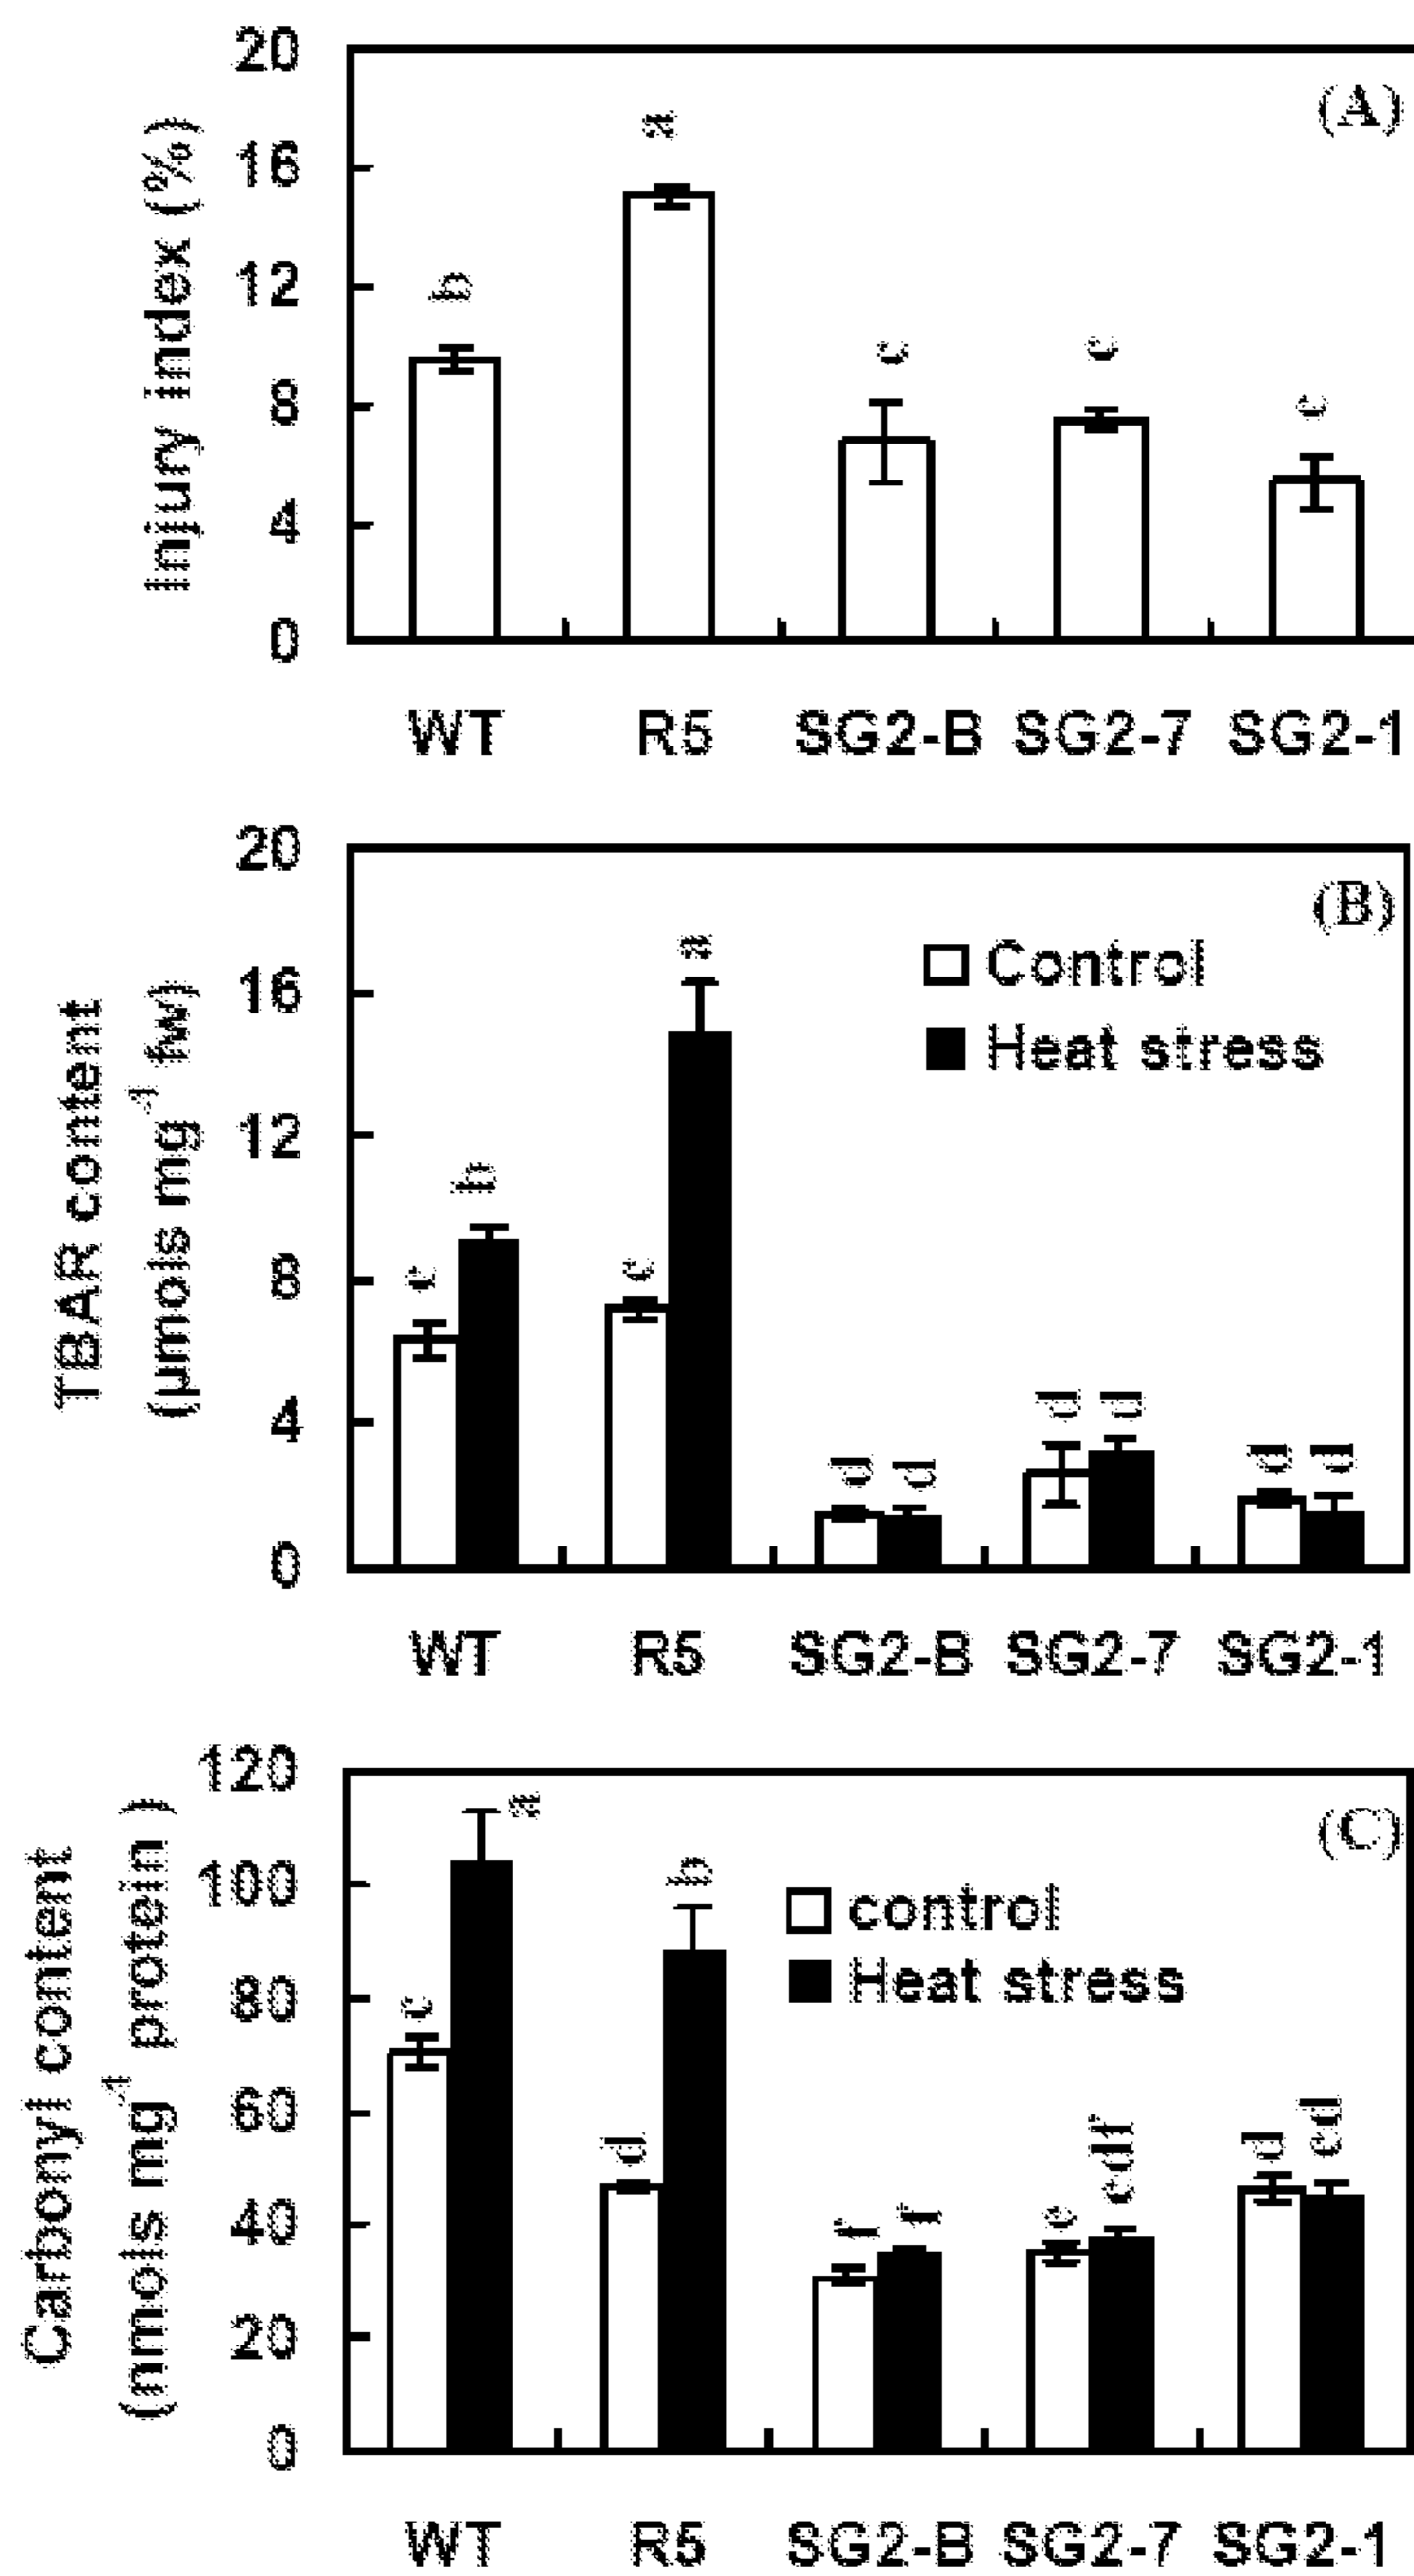 20
(A)
a
16
Injury index (%)
12
b
c
c
8
c
4
0
WT R5 SG2-B SG2-7 SG2-1
20
(B)
Control
a
16
Heat stress
TBAR content
(µmols mg-1 fw)
12
b
8
c
c
4
d d
d d
d d
0
WT R5 SG2-B SG2-7 SG2-1
120
a
(C)
100
b
control
Heat stress
Carbonyl content
(nmols mg-1 protein )
80
c
60
d
d
cd
40
f
f
e
cdf
20
0
WT R5 SG2-B SG2-7 SG2-1